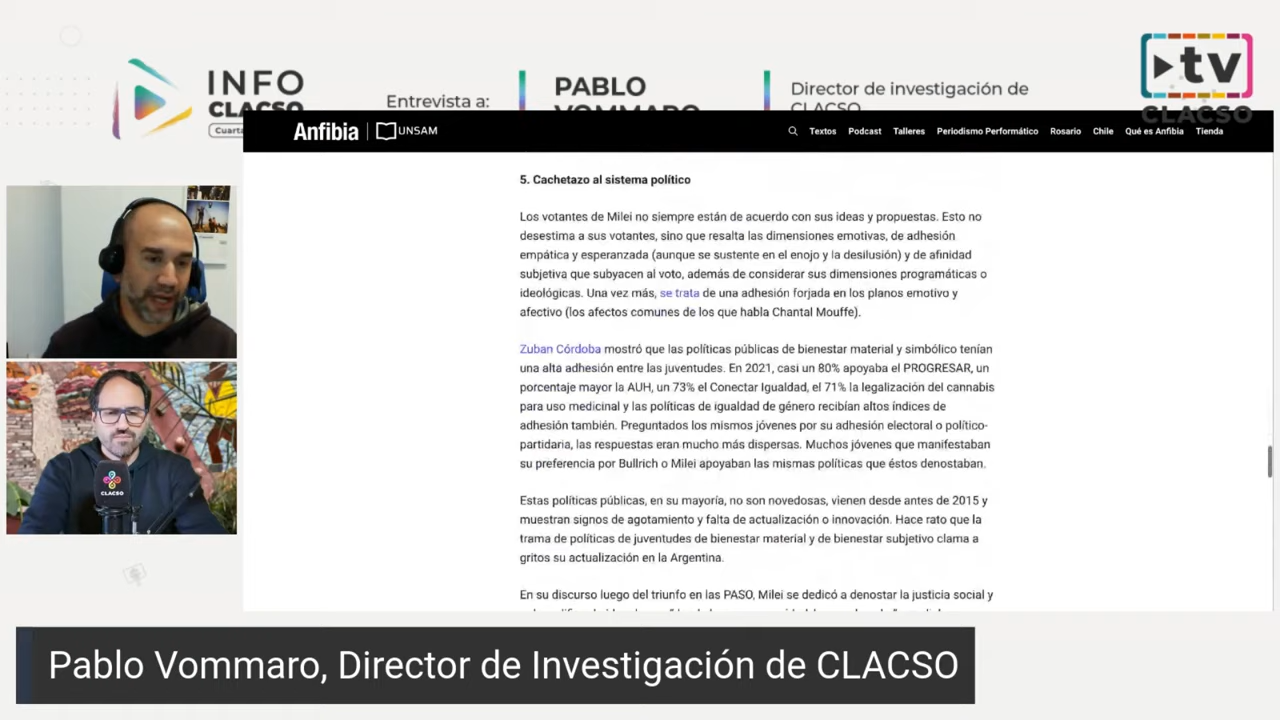 INFO
CLACSO
Cuarta
Entrevista a:
PABLO
VOMMARO
Director de investigación de
CLACSO
tv
CLACSO
Anfibia
UNSAM
Textos Podcast Talleres Periodismo Performático Rosario Chile Qué es Anfibia Tienda
5. Cachetazo al sistema político
Los votantes de Milei no siempre están de acuerdo con sus ideas y propuestas. Esto no
desestima a sus votantes, sino que resalta las dimensiones emotivas, de adhesión
empática y esperanzada (aunque se sustente en el enojo y la desilusión) y de afinidad
subjetiva que subyacen al voto, además de considerar sus dimensiones programáticas o
ideológicas. Una vez más, se trata de una adhesión forjada en los planos emotivo y
afectivo (los afectos comunes de los que habla Chantal Mouffe).
Zuban Córdoba mostró que las políticas públicas de bienestar material y simbólico tenían
una alta adhesión entre las juventudes. En 2021, casi un 80% apoyaba el PROGRESAR, un
porcentaje mayor la AUH, un 73% el Conectar Igualdad, el 71% la legalización del cannabis
para uso medicinal y las políticas de igualdad de género recibían altos índices de
adhesión también. Preguntados los mismos jóvenes por su adhesión electoral o político-
partidaria, las respuestas eran mucho más dispersas. Muchos jóvenes que manifestaban
su preferencia por Bullrich o Milei apoyaban las mismas políticas que éstos denostaban.
Estas políticas públicas, en su mayoría, no son novedosas, vienen desde antes de 2015 y
muestran signos de agotamiento y falta de actualización o innovación. Hace rato que la
trama de políticas de juventudes de bienestar material y de bienestar subjetivo clama a
gritos su actualización en la Argentina.
En su discurso luego del triunfo en las PASO, Milei se dedicó a denostar la justicia social y
CLACSO
Pablo Vommaro, Director de Investigación de CLACSO